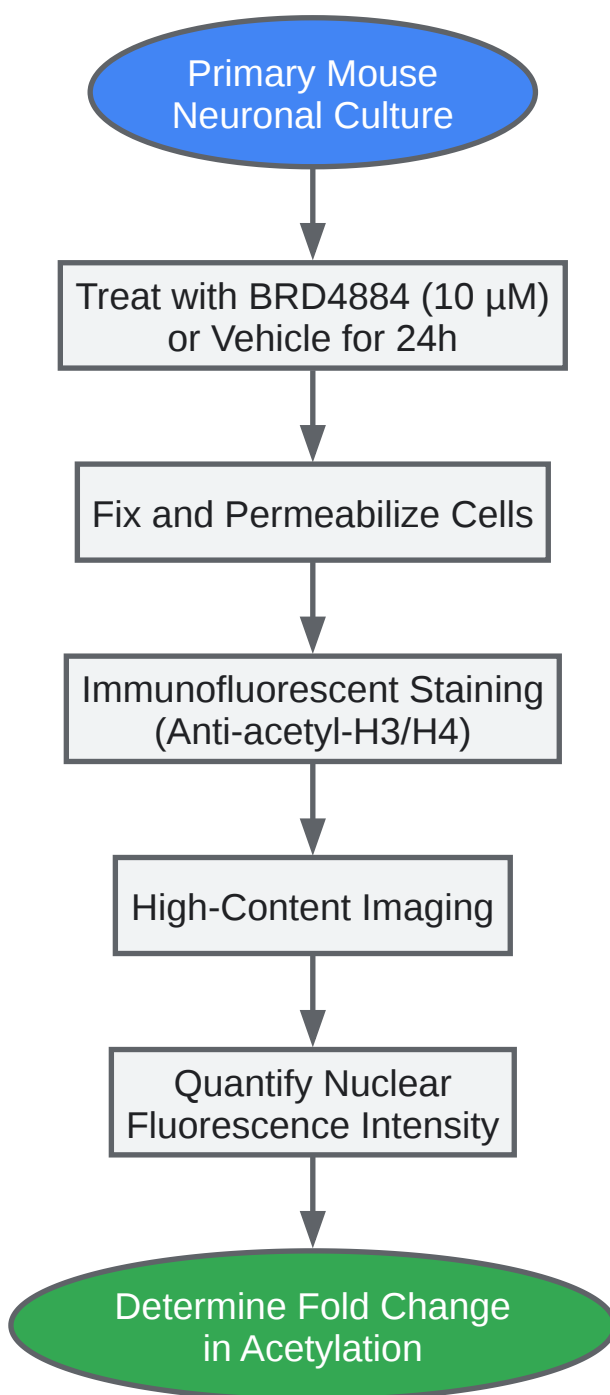 Primary Mouse
Neuronal Culture
Treat with BRD4884 (10 µM)
or Vehicle for 24h
Fix and Permeabilize Cells
Immunofluorescent Staining
(Anti-acetyl-H3/H4)
High-Content Imaging
Quantify Nuclear
Fluorescence Intensity
Determine Fold Change
in Acetylation